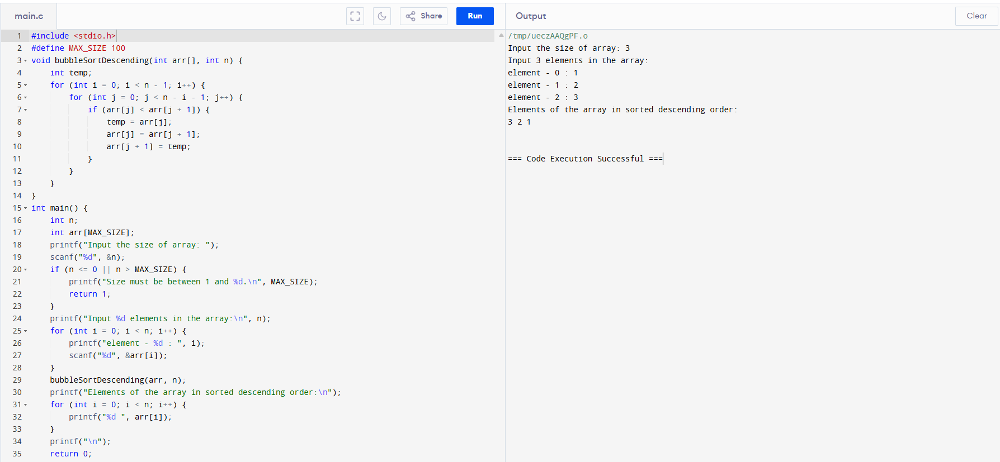 main.c
Share
Run
Output
Clear
1 #include <stdio.h>
2 #define MAX_SIZE 100
3 void bubbleSortDescending(int arr[], int n) {
4     int temp;
5     for (int i = 0; i < n - 1; i++) {
6         for (int j = 0; j < n - i - 1; j++) {
7             if (arr[j] < arr[j + 1]) {
8                 temp = arr[j];
9                 arr[j] = arr[j + 1];
10                 arr[j + 1] = temp;
11             }
12         }
13     }
14 }
15 int main() {
16     int n;
17     int arr[MAX_SIZE];
18     printf("Input the size of array: ");
19     scanf("%d", &n);
20     if (n <= 0 || n > MAX_SIZE) {
21         printf("Size must be between 1 and %d.\n", MAX_SIZE);
22         return 1;
23     }
24     printf("Input %d elements in the array:\n", n);
25     for (int i = 0; i < n; i++) {
26         printf("element - %d : ", i);
27         scanf("%d", &arr[i]);
28     }
29     bubbleSortDescending(arr, n);
30     printf("Elements of the array in sorted descending order:\n");
31     for (int i = 0; i < n; i++) {
32         printf("%d ", arr[i]);
33     }
34     printf("\n");
35     return 0;
/tmp/ueczAAQgPF.o
Input the size of array: 3
Input 3 elements in the array:
element - 0 : 1
element - 1 : 2
element - 2 : 3
Elements of the array in sorted descending order:
3 2 1
=== Code Execution Successful ===